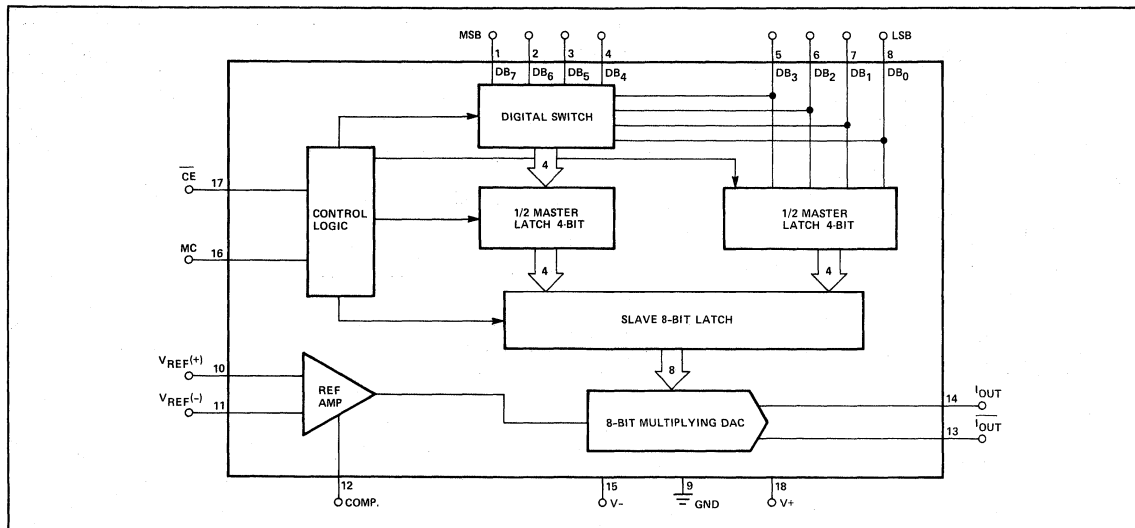 MSB
LSB
1 2 3 4 5 6 7 8
DB7 DB6 DB5 DB4 DB3 DB2 DB1 DB0
DIGITAL SWITCH
4
CE
17
MC
16
CONTROL
LOGIC
1/2 MASTER
LATCH 4-BIT
1/2 MASTER
LATCH 4-BIT
4
4
SLAVE 8-BIT LATCH
8
VREF(+)
10
VREF(-)
11
REF
AMP
8-BIT MULTIPLYING DAC
14 IOUT
13 IOUT
12
COMP.
15
V-
9
GND
18
V+